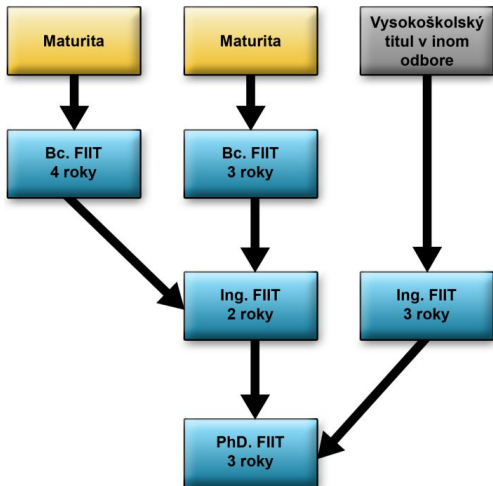 Maturita
Maturita
Vysokoškolský
titul v inom
odbore
Bc. FIIT
4 roky
Bc. FIIT
3 roky
Ing. FIIT
2 roky
Ing. FIIT
3 roky
PhD. FIIT
3 roky